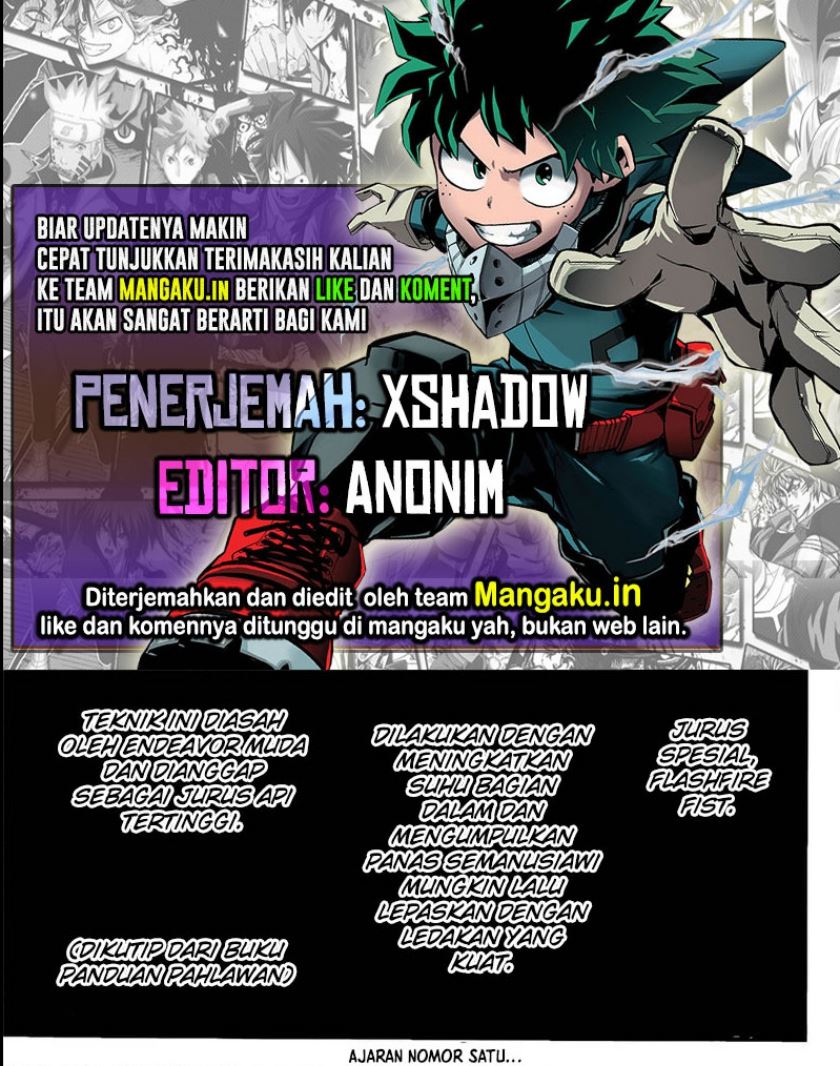 BIAR UPDATENYA MAKIN
CEPAT TUNJUKKAN TERIMAKASIH KALIAN
KE TEAM MANGAKU.IN BERIKAN LIKE DAN KOMENT,
ITU AKAN SANGAT BERARTI BAGI KAMI
PENERJEMAH: XSHADOW
EDITOR: ANONIM
Diterjemahkan dan diedit oleh team Mangaku.in
like dan komennya ditunggu di mangaku yah, bukan web lain.
JURUS
SPESIAL,
FLASHFIRE
FIST.
DILAKUKAN DENGAN
MENINGKATKAN
SUHU BAGIAN
DALAM DAN
MENGUMPULKAN
PANAS SEMANUSIAWI
MUNGKIN LALU
LEPASKAN DENGAN
LEDAKAN YANG
KUAT.
TEKNIK INI DIASAH
OLEH ENDEAVOR MUDA
DAN DIANGGAP
SEBAGAI JURUS API
TERTINGGI.
(DIKUTIP DARI BUKU
PANDUAN PAHLAWAN)
AJARAN NOMOR SATU...